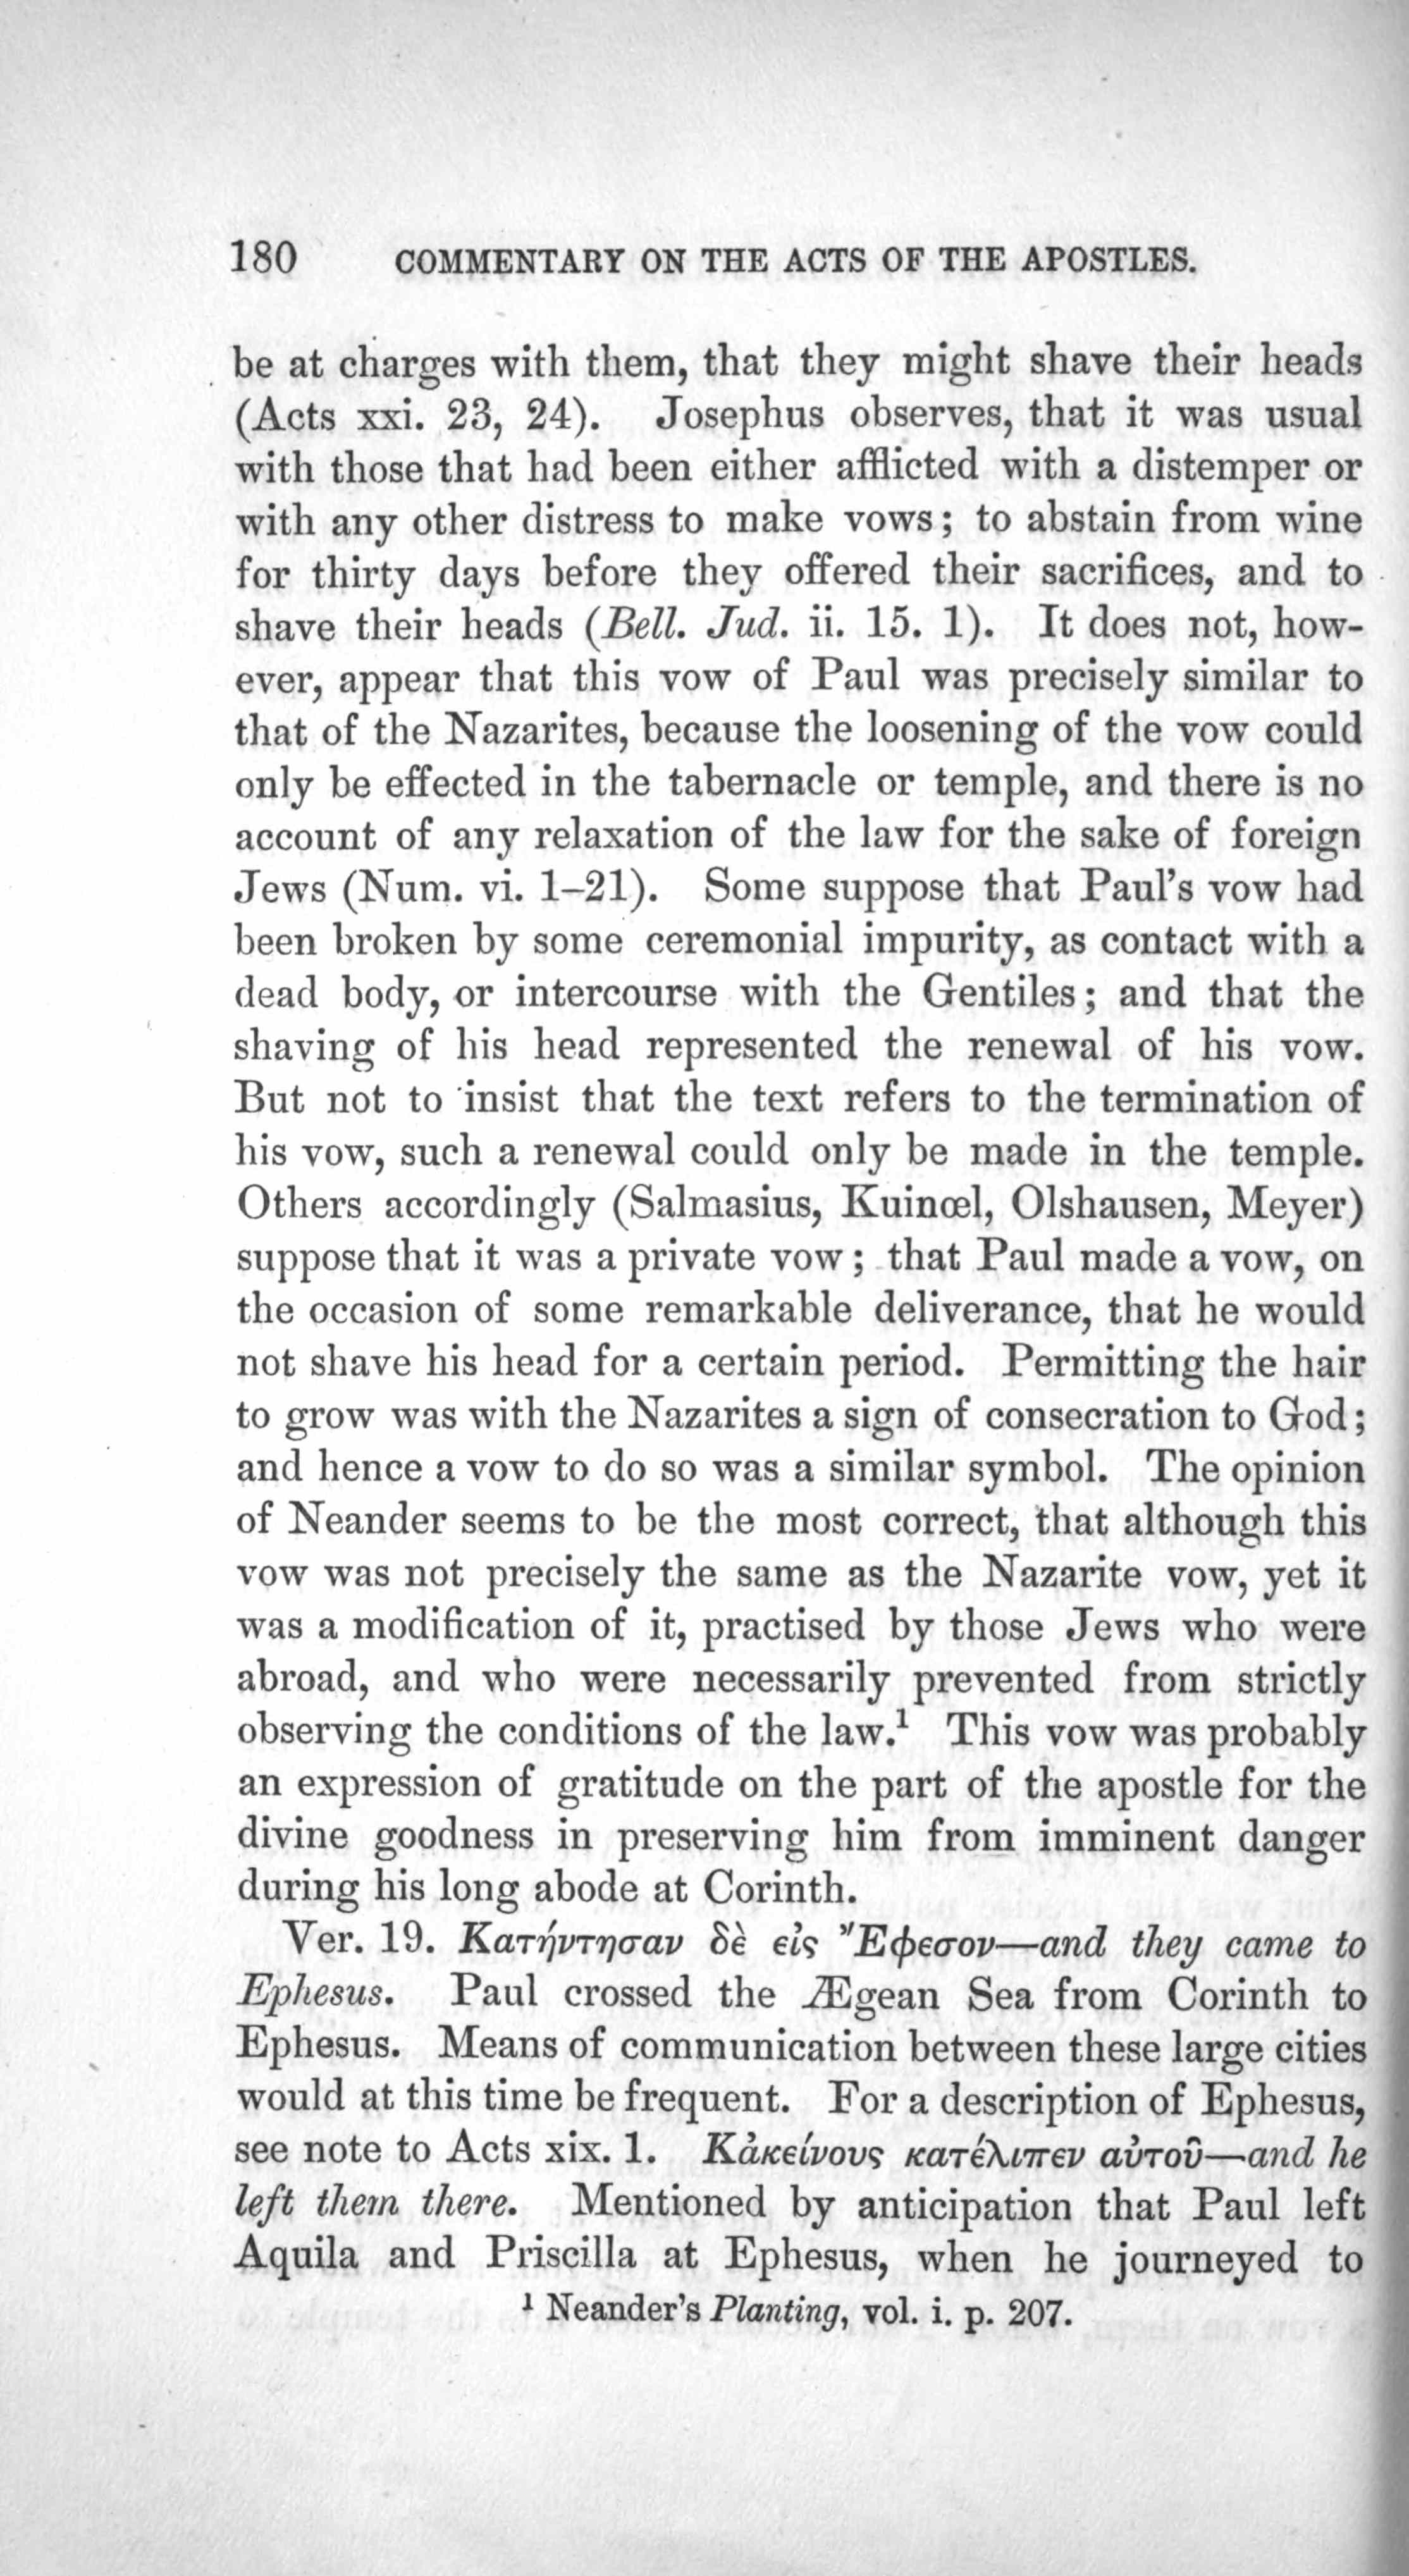 180 COMMENTARY ON THE ACTS OF THE APOSTLES.
be at charges with them, that they might shave their heads
(Acts xxi. 23, 24). Josephus observes, that it was usual
with those that had been either afflicted with a distemper or
with any other distress to make vows; to abstain from wine
for thirty days before they offered their sacrifices, and to
shave their heads (Bell. Jud. ii. 15. 1). It does not, how-
ever, appear that this vow of Paul was precisely similar to
that of the Nazarites, because the loosening of the vow could
only be effected in the tabernacle or temple, and there is no
account of any relaxation of the law for the sake of foreign
Jews (Num. vi. 1–21). Some suppose that Paul's vow had
been broken by some ceremonial impurity, as contact with a
dead body, or intercourse with the Gentiles; and that the
shaving of his head represented the renewal of his vow.
But not to insist that the text refers to the termination of
his vow, such a renewal could only be made in the temple.
Others accordingly (Salmasius, Kuinœl, Olshausen, Meyer)
suppose that it was a private vow; that Paul made a vow, on
the occasion of some remarkable deliverance, that he would
not shave his head for a certain period. Permitting the hair
to grow was with the Nazarites a sign of consecration to God;
and hence a vow to do so was a similar symbol. The opinion
of Neander seems to be the most correct, that although this
vow was not precisely the same as the Nazarite vow, yet it
was a modification of it, practised by those Jews who were
abroad, and who were necessarily prevented from strictly
observing the conditions of the law.¹ This vow was probably
an expression of gratitude on the part of the apostle for the
divine goodness in preserving him from imminent danger
during his long abode at Corinth.
Ver. 19. Κατήντησαν δὲ εἰς Ἔφεσον—and they came to
Ephesus. Paul crossed the Ægean Sea from Corinth to
Ephesus. Means of communication between these large cities
would at this time be frequent. For a description of Ephesus,
see note to Acts xix. 1. Κἀκείνους κατέλιπεν αὐτοῦ—and he
left them there. Mentioned by anticipation that Paul left
Aquila and Priscilla at Ephesus, when he journeyed to
¹ Neander's Planting, vol. i. p. 207.